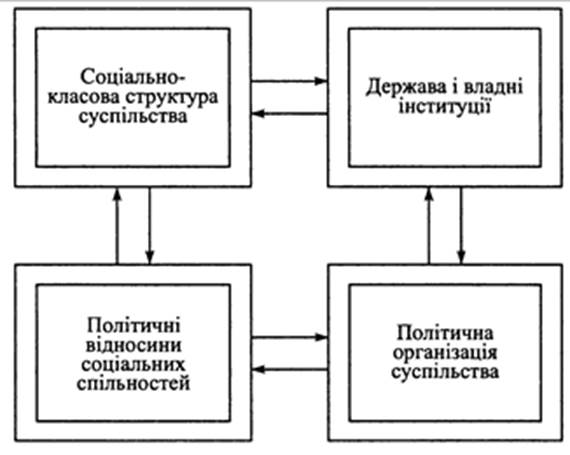 Соціально-
класова структура
суспільства
Держава і владні
інституції
Політичні
відносини
соціальних
спільностей
Політична
організація
суспільства